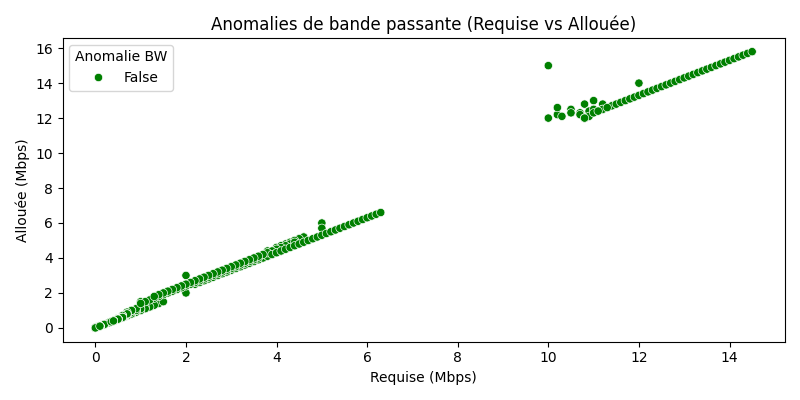 Anomalies de bande passante (Requise vs Allouée)
Anomalie BW
False
Allouée (Mbps)
16
14
12
10
8
6
4
2
0
0 2 4 6 8 10 12 14
Requise (Mbps)